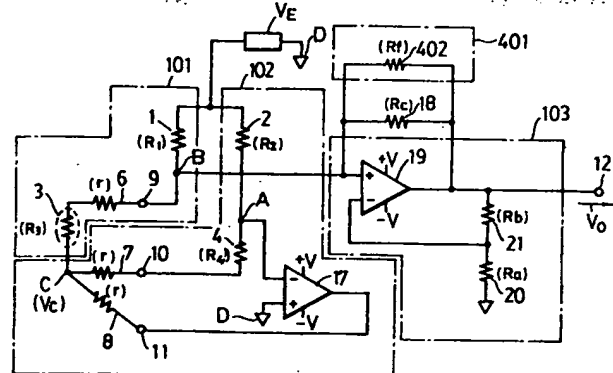 VE
D
(Rf) 402
401
101
102
1
(R1)
2
(R2)
(Rc) 18
103
B
+V
19
+
-
-V
12
Vo
3
(r)
6
9
(R3)
A
(Rb)
21
4
(R4)
(Ra)
20
(r)
7
10
C
(Vc)
(r)
8
11
+V
17
-
+
D
-V